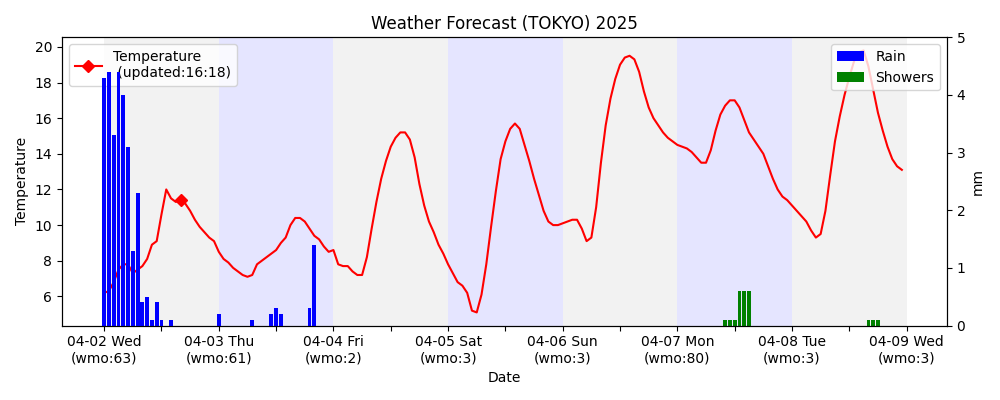 Weather Forecast (TOKYO) 2025
Temperature
(updated:16:18)
Rain
Showers
20
18
16
14
12
10
8
6
Temperature
5
4
3
2
1
0
mm
04-02 Wed
(wmo:63)
04-03 Thu
(wmo:61)
04-04 Fri
(wmo:2)
04-05 Sat
(wmo:3)
04-06 Sun
(wmo:3)
04-07 Mon
(wmo:80)
04-08 Tue
(wmo:3)
04-09 Wed
(wmo:3)
Date